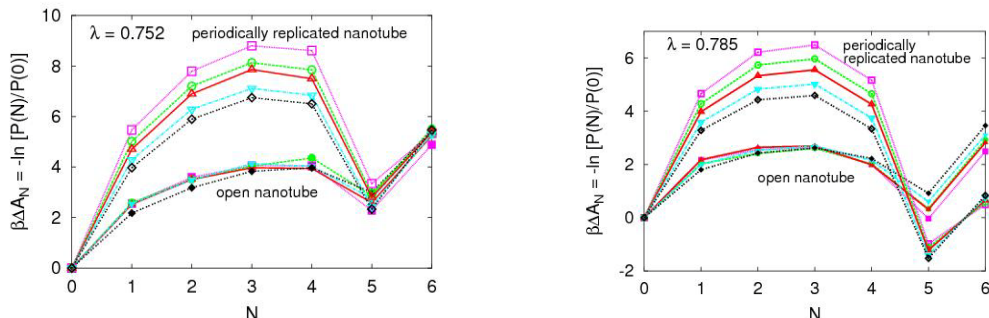 λ = 0.752
periodically replicated nanotube
open nanotube
βΔΔA_N = -ln [P(N)/P(0)]
10
8
6
4
2
0
0 1 2 3 4 5 6
N
λ = 0.785
periodically
replicated nanotube
open nanotube
βΔΔA_N = -ln [P(N)/P(0)]
6
4
2
0
-2
0 1 2 3 4 5 6
N